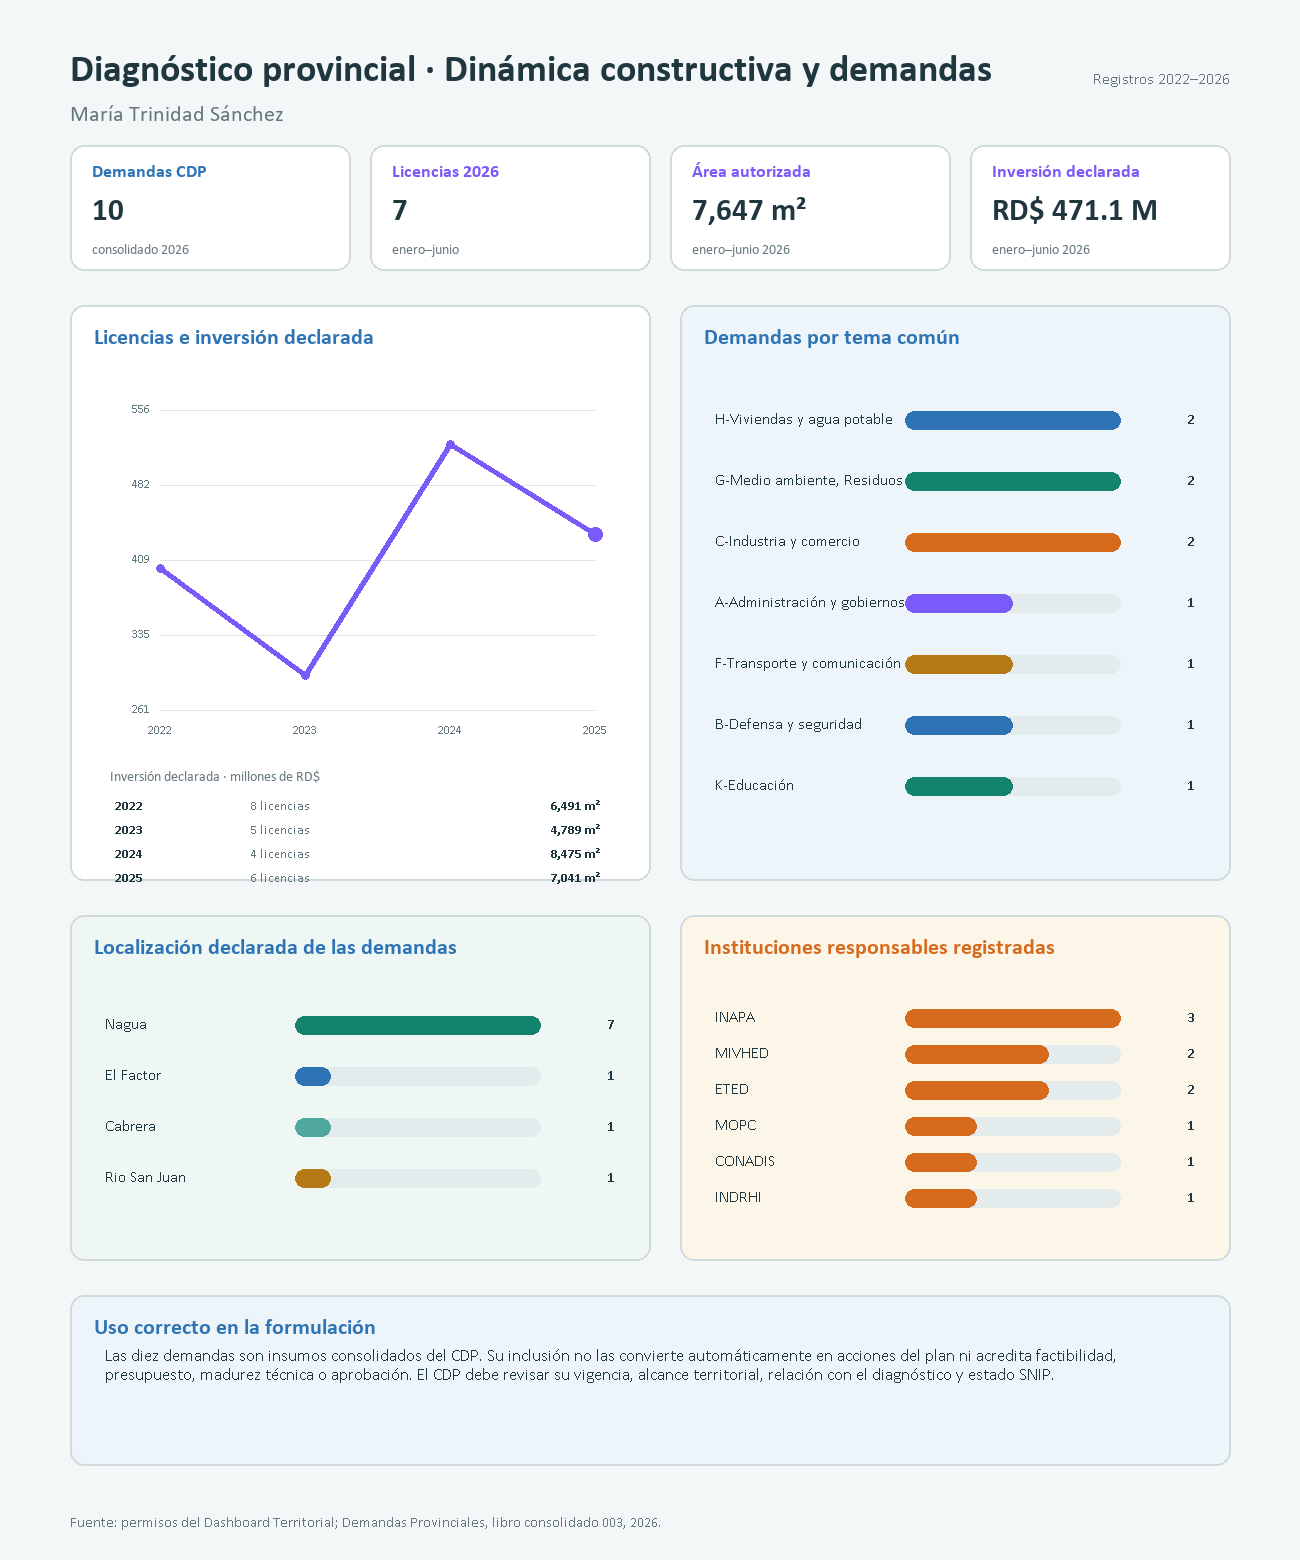 Diagnóstico provincial · Dinámica constructiva y demandas
Registros 2022–2026
María Trinidad Sánchez
Demandas CDP
10
consolidado 2026
Licencias 2026
7
enero–junio
Área autorizada
7,647 m²
enero–junio 2026
Inversión declarada
RD$ 471.1 M
enero–junio 2026
Licencias e inversión declarada
556
482
409
335
261
2022 2023 2024 2025
Inversión declarada · millones de RD$
2022 8 licencias 6,491 m²
2023 5 licencias 4,789 m²
2024 4 licencias 8,475 m²
2025 6 licencias 7,041 m²
Demandas por tema común
H-Viviendas y agua potable 2
G-Medio ambiente, Residuos 2
C-Industria y comercio 2
A-Administración y gobiernos 1
F-Transporte y comunicación 1
B-Defensa y seguridad 1
K-Educación 1
Localización declarada de las demandas
Nagua 7
El Factor 1
Cabrera 1
Rio San Juan 1
Instituciones responsables registradas
INAPA 3
MIVHED 2
ETED 2
MOPC 1
CONADIS 1
INDRHI 1
Uso correcto en la formulación
Las diez demandas son insumos consolidados del CDP. Su inclusión no las convierte automáticamente en acciones del plan ni acredita factibilidad,
presupuesto, madurez técnica o aprobación. El CDP debe revisar su vigencia, alcance territorial, relación con el diagnóstico y estado SNIP.
Fuente: permisos del Dashboard Territorial; Demandas Provinciales, libro consolidado 003, 2026.